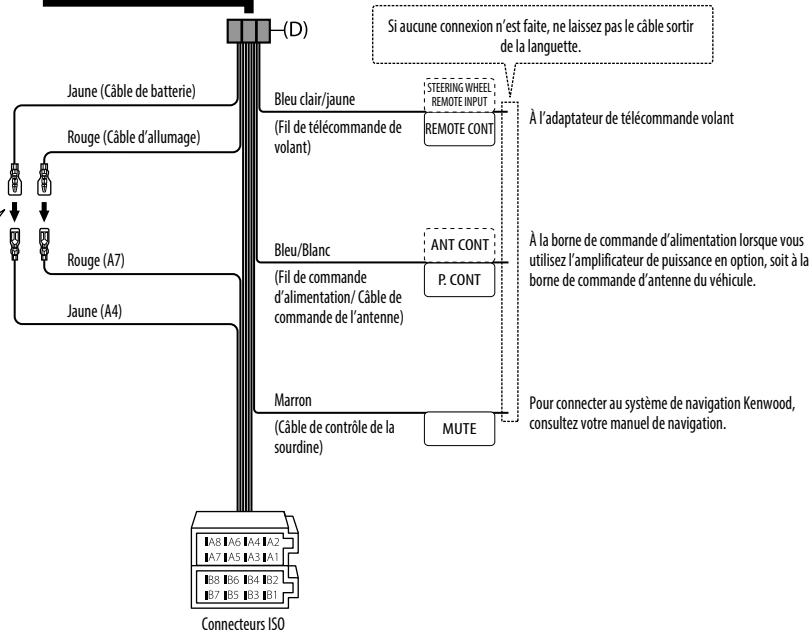 (D)
Si aucune connexion n'est faite, ne laissez pas le câble sortir
de la languette.
Jaune (Câble de batterie)
Rouge (Câble d'allumage)
Rouge (A7)
Jaune (A4)
Bleu clair/jaune
(Fil de télécommande de
volant)
STEERING WHEEL
REMOTE INPUT
REMOTE CONT
À l'adaptateur de télécommande volant
Bleu/Blanc
(Fil de commande
d'alimentation/ Câble de
commande de l'antenne)
ANT CONT
P. CONT
À la borne de commande d'alimentation lorsque vous
utilisez l'amplificateur de puissance en option, soit à la
borne de commande d'antenne du véhicule.
Marron
(Câble de contrôle de la
sourdine)
MUTE
Pour connecter au système de navigation Kenwood,
consultez votre manuel de navigation.
A8 A6 A4 A2
A7 A5 A3 A1
B8 B6 B4 B2
B7 B5 B3 B1
Connecteurs ISO